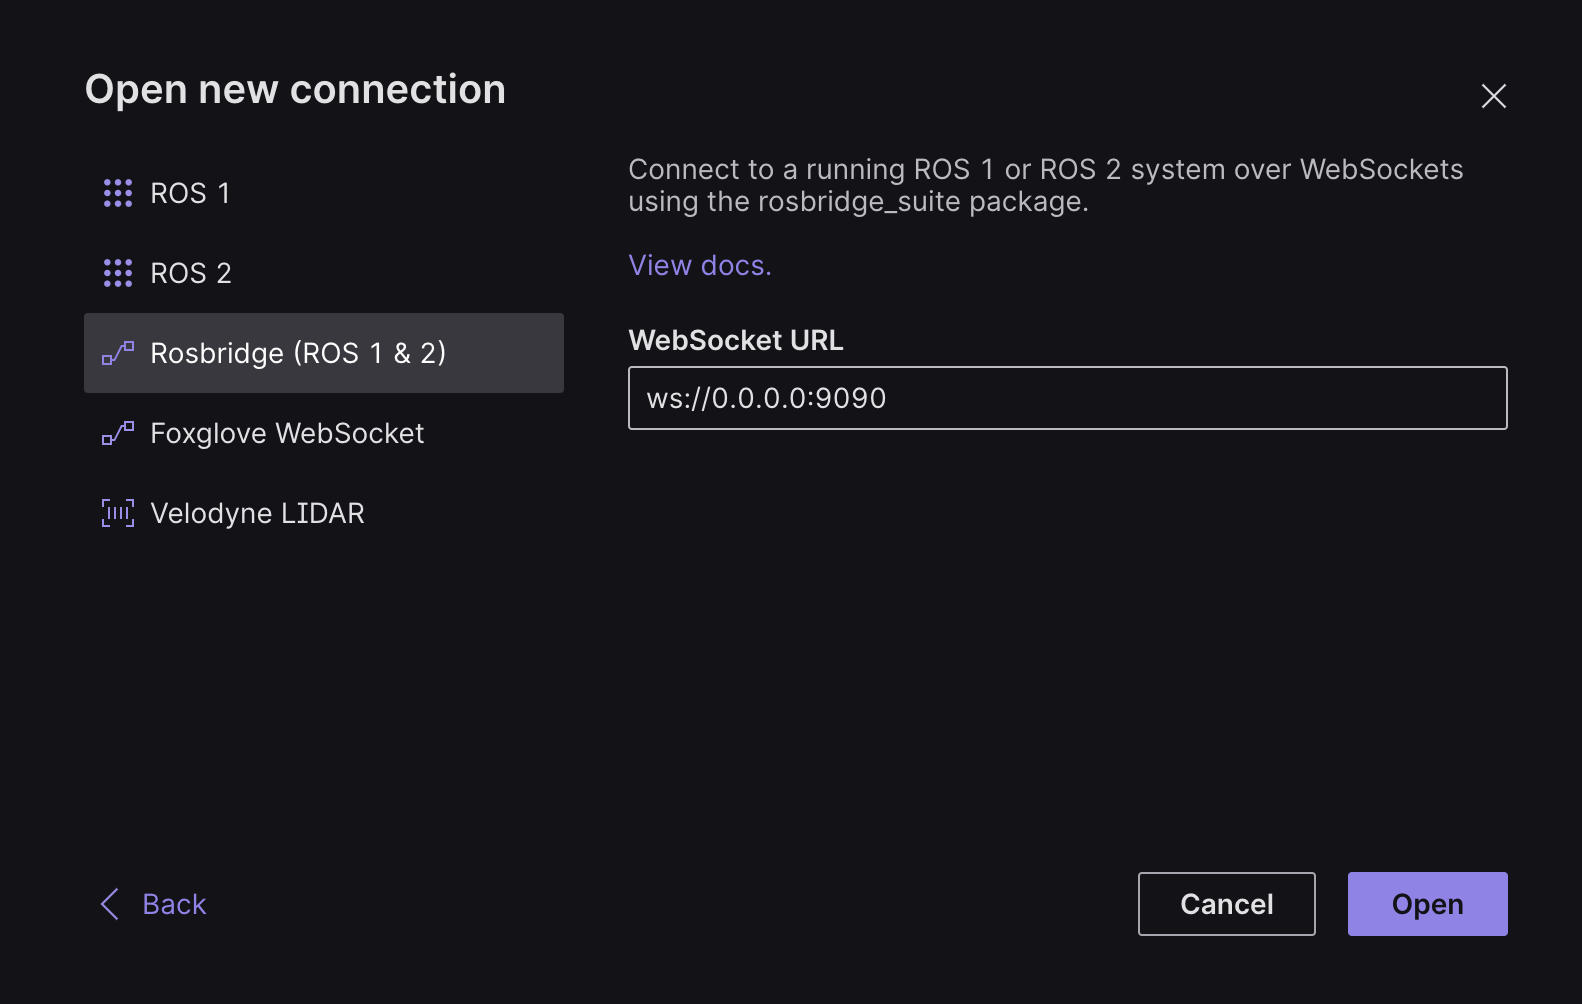 Open new connection
ROS 1
ROS 2
Rosbridge (ROS 1 & 2)
Foxglove WebSocket
Velodyne LIDAR
Connect to a running ROS 1 or ROS 2 system over WebSockets
using the rosbridge_suite package.
View docs.
WebSocket URL
ws://0.0.0.0:9090
Back
Cancel
Open